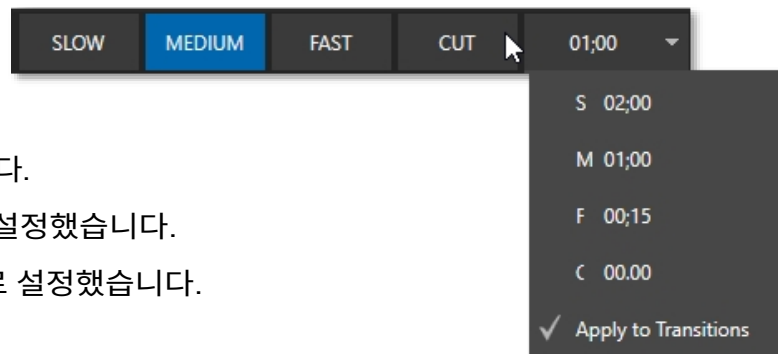 SLOW MEDIUM FAST CUT 01;00
S 02;00
M 01;00
F 00;15
C 00.00
✓ Apply to Transitions
다.
설정했습니다.
로 설정했습니다.